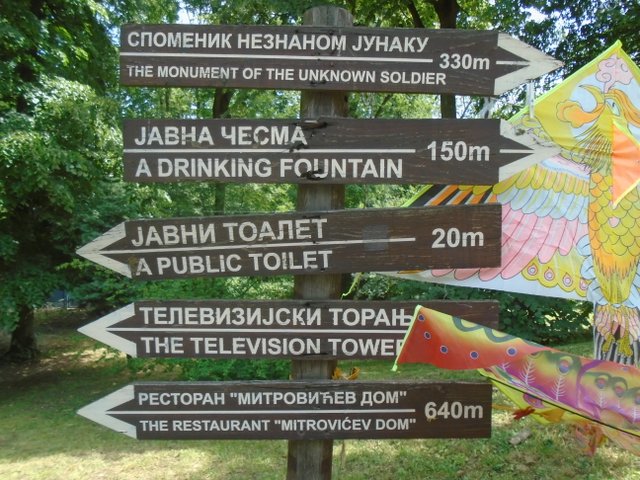 СПОМЕНИК НЕЗНАНОМ ЈУНАКУ
330m
THE MONUMENT OF THE UNKNOWN SOLDIER
ЈАВНА ЧЕСМА
150m
A DRINKING FOUNTAIN
ЈАВНИ ТОАЛЕТ
20m
A PUBLIC TOILET
ТЕЛЕВИЗИЈСКИ ТОРАЊ
THE TELEVISION TOWER
РЕСТОРАН "МИТРОВИЋЕВ ДОМ"
640m
THE RESTAURANT "MITROVIĆEV DOM"